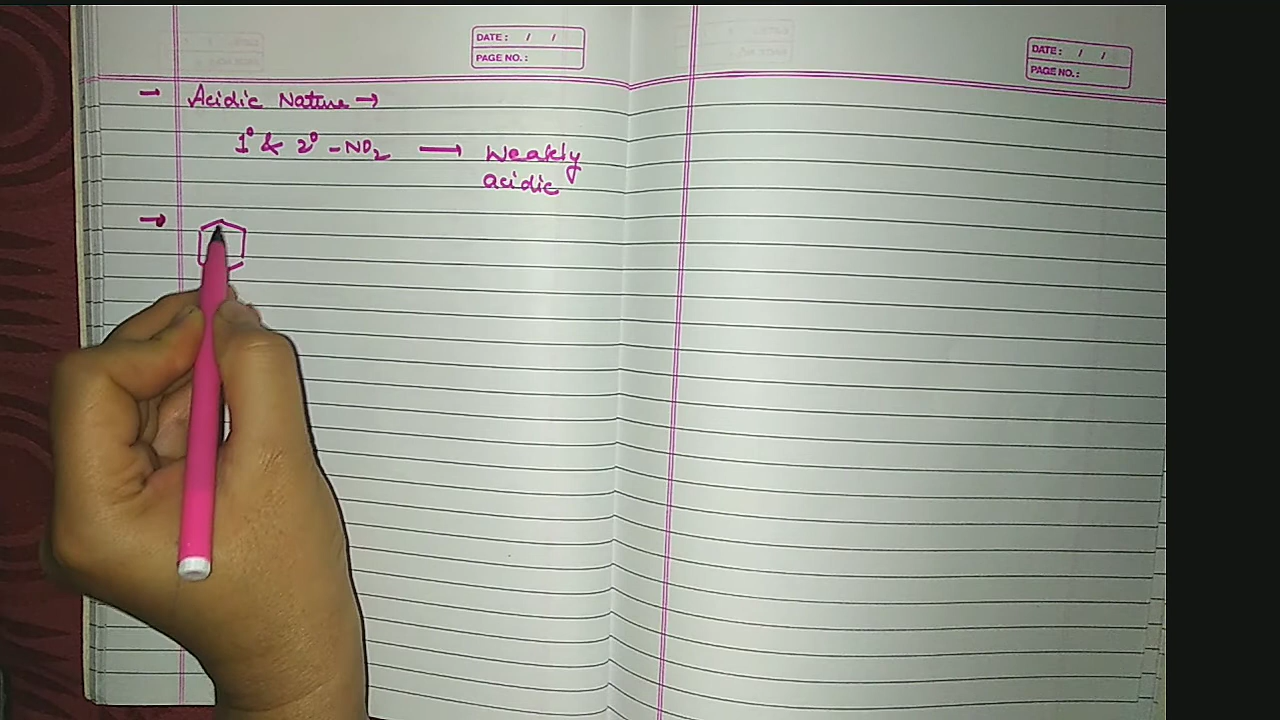 DATE: / /
PAGE NO.:
DATE: / /
PAGE NO.:
– Acidic Nature →
1° & 2° – NO2 → Weakly
acidic
→